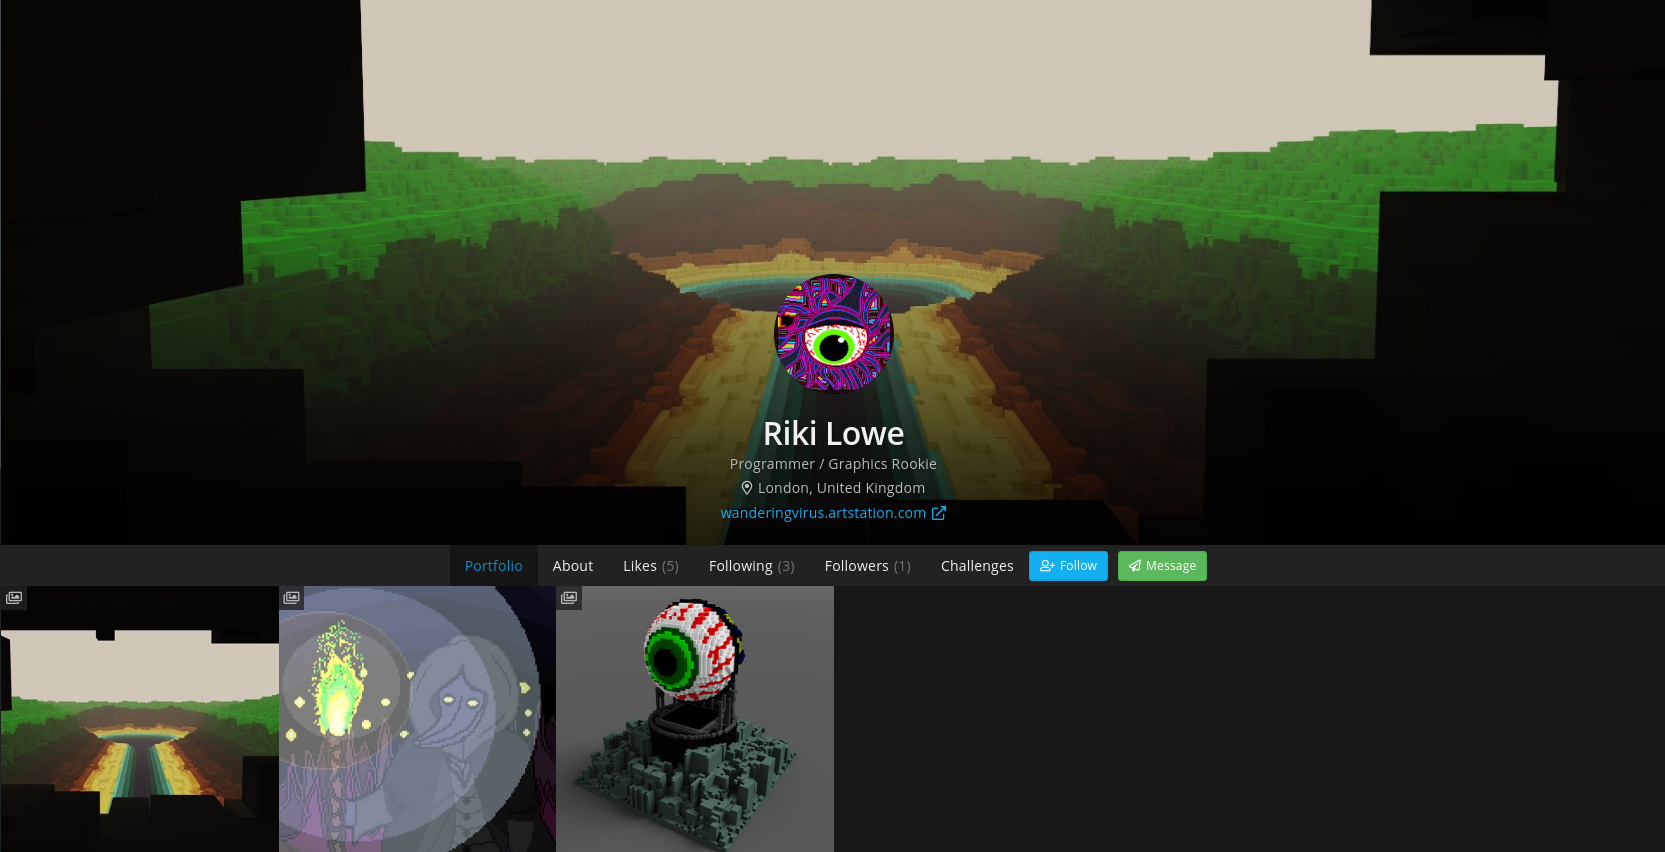 Riki Lowe
Programmer / Graphics Rookie
London, United Kingdom
wanderingvirus.artstation.com
Portfolio About Likes (5) Following (3) Followers (1) Challenges Follow Message